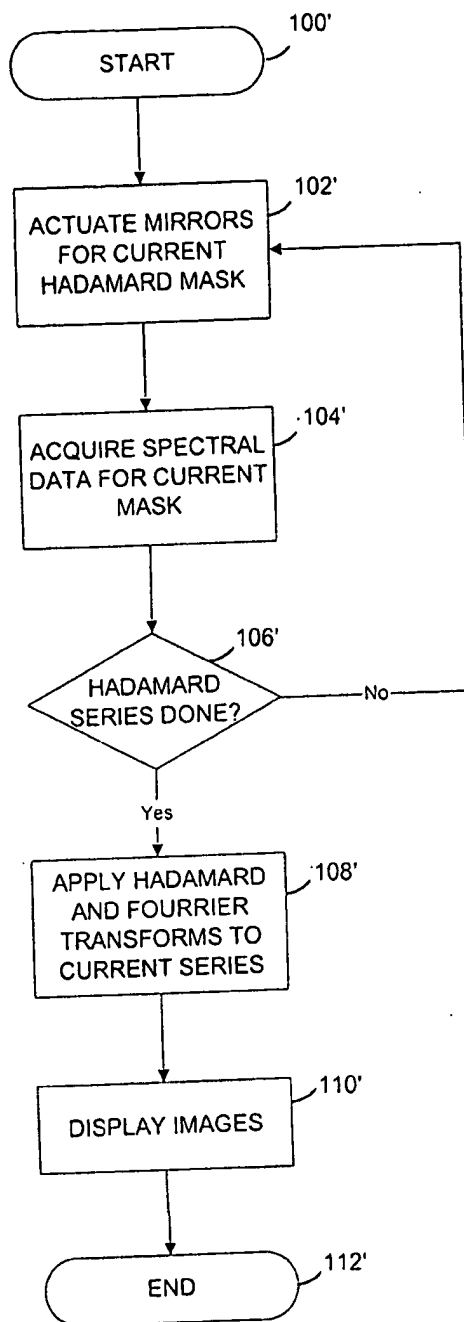 START
100'
ACTUATE MIRRORS
FOR CURRENT
HADAMARD MASK
102'
ACQUIRE SPECTRAL
DATA FOR CURRENT
MASK
104'
HADAMARD
SERIES DONE?
106'
No
Yes
APPLY HADAMARD
AND FOURRIER
TRANSFORMS TO
CURRENT SERIES
108'
DISPLAY IMAGES
110'
END
112'